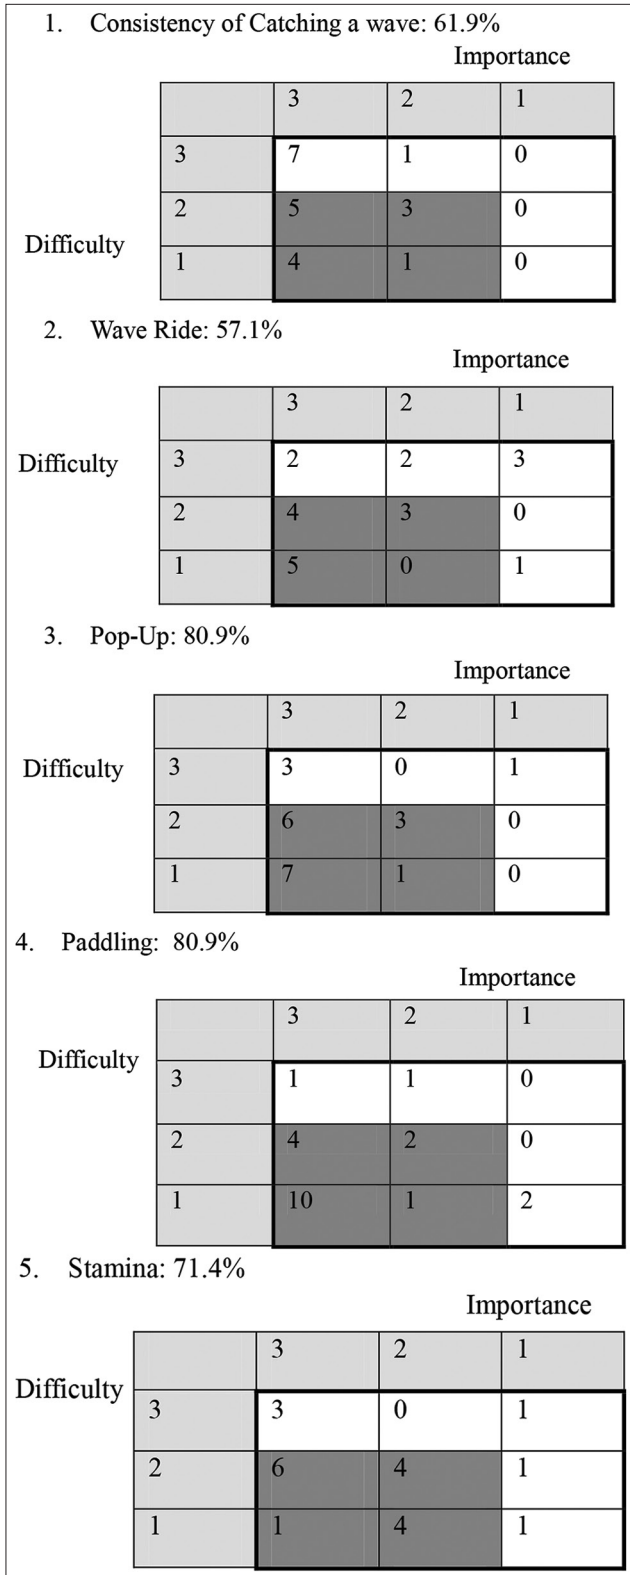 1. Consistency of Catching a wave: 61.9%
Importance
3 2 1
3 7 1 0
2 5 3 0
Difficulty
1 4 1 0
2. Wave Ride: 57.1%
Importance
3 2 1
Difficulty 3 2 2 3
2 4 3 0
1 5 0 1
3. Pop-Up: 80.9%
Importance
3 2 1
Difficulty 3 3 0 1
2 6 3 0
1 7 1 0
4. Paddling: 80.9%
Importance
3 2 1
Difficulty
3 1 1 0
2 4 2 0
1 10 1 2
5. Stamina: 71.4%
Importance
3 2 1
Difficulty
3 3 0 1
2 6 4 1
1 1 4 1